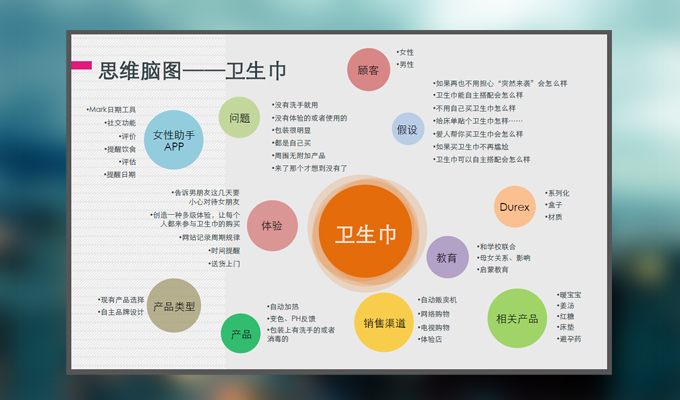 思维脑图——卫生巾
顾客
•女性
•男性
•Mark日期工具
•社交功能
•评价
•提醒饮食
•评估
•提醒日期
女性助手
APP
问题
•没有洗手就用
•没有体验的或者使用的
•包装很明显
•都是自己买
•周围无附加产品
•来了那个才想到没有了
假设
•如果再也不用担心“突然来袭”会怎么样
•卫生巾能自主搭配会怎么样
•不用自己买卫生巾怎么样
•给床单贴个卫生巾怎样……
•爱人帮你买卫生巾会怎么样
•如果买卫生巾不再尴尬
•卫生巾可以自主搭配会怎么样
•告诉男朋友这几天要
小心对待女朋友
•创造一种多级体验，让每个
人都来参与卫生巾的购买
•网站记录周期规律
•时间提醒
•送货上门
体验
卫生巾
Durex
•系列化
•盒子
•材质
教育
•和学校联合
•母女关系、影响
•启蒙教育
•现有产品选择
•自主品牌设计
产品类型
产品
•自动加热
•变色、PH反馈
•包装上有洗手的或者
消毒的
销售渠道
•自动贩卖机
•网络购物
•电视购物
•体验店
相关产品
•暖宝宝
•姜汤
•红糖
•床垫
•避孕药